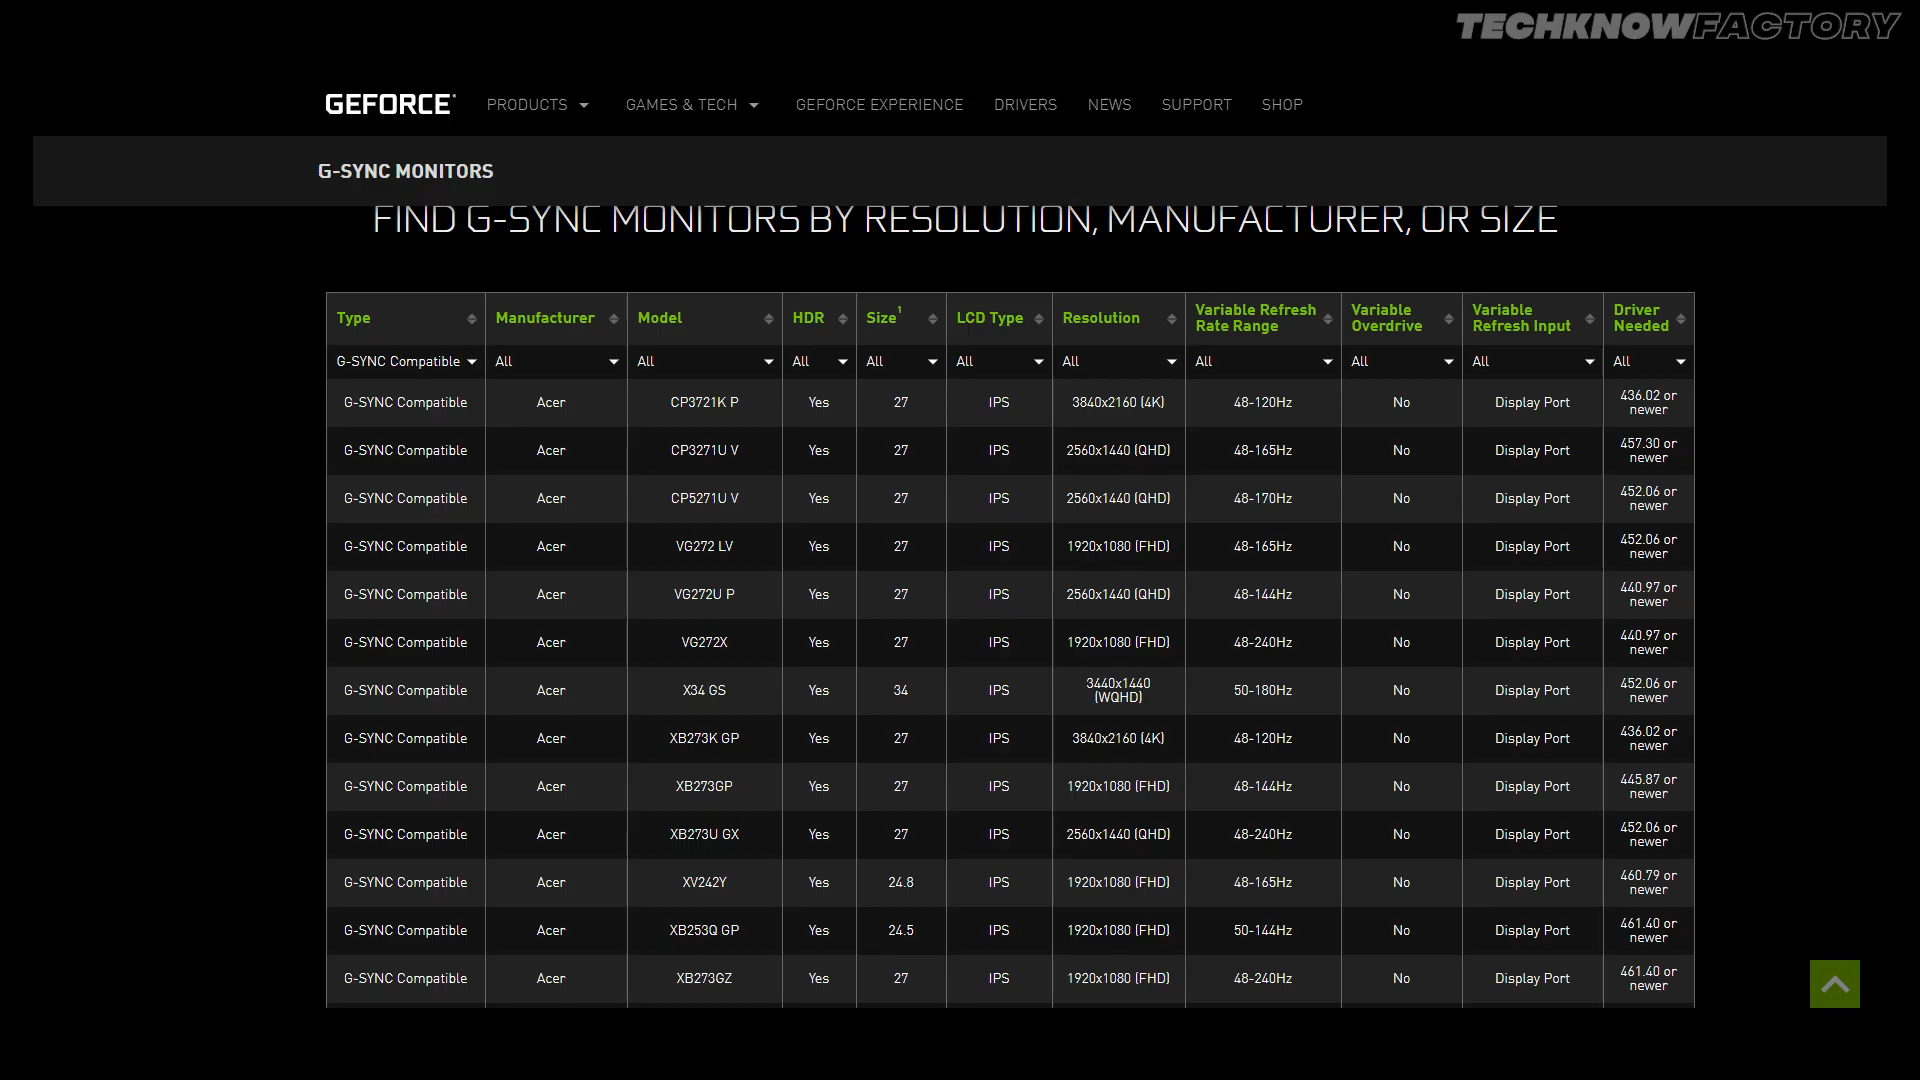 TECHKNOWFACTORY
GEFORCE PRODUCTS GAMES & TECH GEFORCE EXPERIENCE DRIVERS NEWS SUPPORT SHOP
G-SYNC MONITORS
FIND G-SYNC MONITORS BY RESOLUTION, MANUFACTURER, OR SIZE
Type Manufacturer Model HDR Size1 LCD Type Resolution Variable Refresh Rate Range Variable Overdrive Variable Refresh Input Driver Needed
G-SYNC Compatible All All All All All All All All All All
G-SYNC Compatible Acer CP3721K P Yes 27 IPS 3840x2160 (4K) 48-120Hz No Display Port 436.02 or newer
G-SYNC Compatible Acer CP3271U V Yes 27 IPS 2560x1440 (QHD) 48-165Hz No Display Port 457.30 or newer
G-SYNC Compatible Acer CP5271U V Yes 27 IPS 2560x1440 (QHD) 48-170Hz No Display Port 452.06 or newer
G-SYNC Compatible Acer VG272 LV Yes 27 IPS 1920x1080 (FHD) 48-165Hz No Display Port 452.06 or newer
G-SYNC Compatible Acer VG272U P Yes 27 IPS 2560x1440 (QHD) 48-144Hz No Display Port 440.97 or newer
G-SYNC Compatible Acer VG272X Yes 27 IPS 1920x1080 (FHD) 48-240Hz No Display Port 440.97 or newer
G-SYNC Compatible Acer X34 GS Yes 34 IPS 3440x1440 (WQHD) 50-180Hz No Display Port 452.06 or newer
G-SYNC Compatible Acer XB273K GP Yes 27 IPS 3840x2160 (4K) 48-120Hz No Display Port 436.02 or newer
G-SYNC Compatible Acer XB273GP Yes 27 IPS 1920x1080 (FHD) 48-144Hz No Display Port 445.87 or newer
G-SYNC Compatible Acer XB273U GX Yes 27 IPS 2560x1440 (QHD) 48-240Hz No Display Port 452.06 or newer
G-SYNC Compatible Acer XV242Y Yes 24.8 IPS 1920x1080 (FHD) 48-165Hz No Display Port 460.79 or newer
G-SYNC Compatible Acer XB253Q GP Yes 24.5 IPS 1920x1080 (FHD) 50-144Hz No Display Port 461.40 or newer
G-SYNC Compatible Acer XB273GZ Yes 27 IPS 1920x1080 (FHD) 48-240Hz No Display Port 461.40 or newer